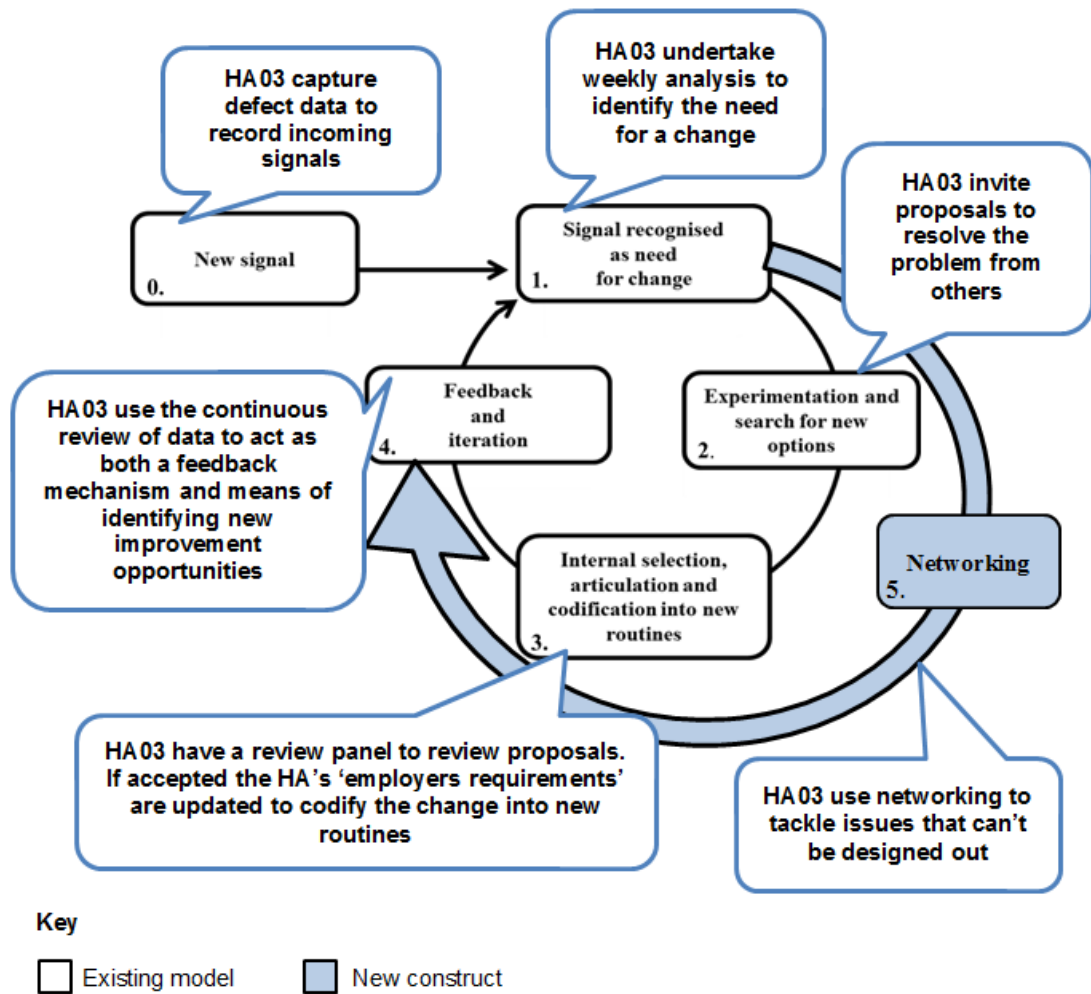 HA03 capture
defect data to
record incoming
signals
HA03 undertake
weekly analysis to
identify the need
for a change
HA03 invite
proposals to
resolve the
problem from
others
New signal
0.
Signal recognised
as need
for change
1.
Feedback
and
iteration
4.
Experimentation and
search for new
options
2.
HA03 use the continuous
review of data to act as
both a feedback
mechanism and means of
identifying new
improvement
opportunities
Internal selection,
articulation and
codification into new
routines
3.
Networking
5.
HA03 have a review panel to review proposals.
If accepted the HA’s ‘employers requirements’
are updated to codify the change into new
routines
HA03 use networking to
tackle issues that can’t
be designed out
Key
Existing model
New construct